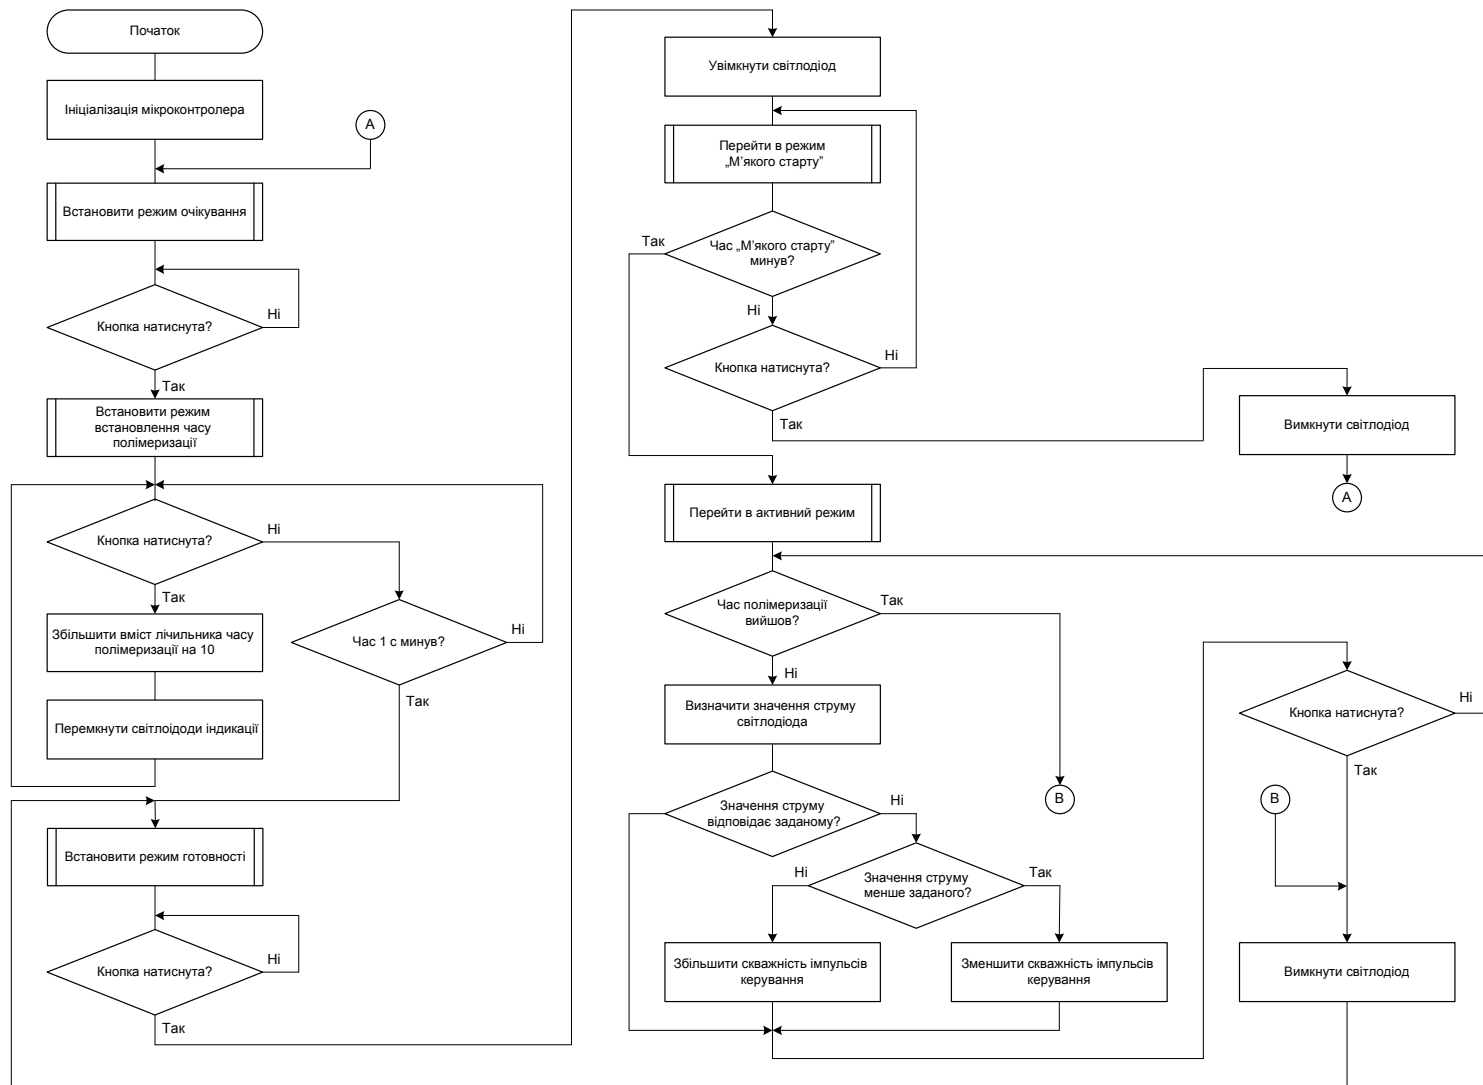 Початок
Ініціалізація мікроконтролера
A
Встановити режим очікування
Кнопка натиснута?
Ні
Так
Встановити режим
встановлення часу
полімеризації
Кнопка натиснута?
Ні
Так
Збільшити вміст лічильника часу
полімеризації на 10
Час 1 с минув?
Ні
Так
Перемкнути світлоідоди індикації
Встановити режим готовності
Кнопка натиснута?
Ні
Так
Увімкнути світлодіод
Перейти в режим
„М'якого старту”
Так
Час „М'якого старту”
минув?
Ні
Кнопка натиснута?
Ні
Так
Вимкнути світлодіод
A
Перейти в активний режим
Час полімеризації
вийшов?
Так
Ні
Визначити значення струму
світлодіода
B
Значення струму
відповідає заданому?
Ні
Значення струму
менше заданого?
Ні
Так
Збільшити скважність імпульсів
керування
Зменшити скважність імпульсів
керування
Кнопка натиснута?
Ні
Так
B
Вимкнути світлодіод